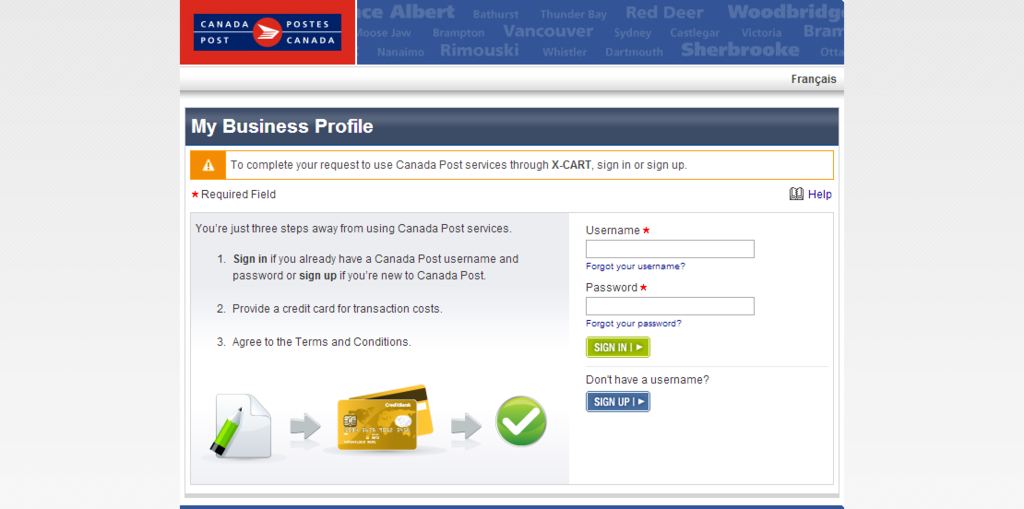 CANADA POSTES
POST CANADA
ce Albert Bathurst Thunder Bay Red Deer Woodbridg
Moose Jaw Brampton Vancouver Sydney Castlegar Victoria Bram
Nanaimo Rimouski Whistler Dartmouth Sherbrooke Otta
Français
My Business Profile
To complete your request to use Canada Post services through X-CART, sign in or sign up.
* Required Field
Help
You're just three steps away from using Canada Post services.
1. Sign in if you already have a Canada Post username and
password or sign up if you're new to Canada Post.
2. Provide a credit card for transaction costs.
3. Agree to the Terms and Conditions.
CreditBank
Username *
Forgot your username?
Password *
Forgot your password?
SIGN IN
Don't have a username?
SIGN UP